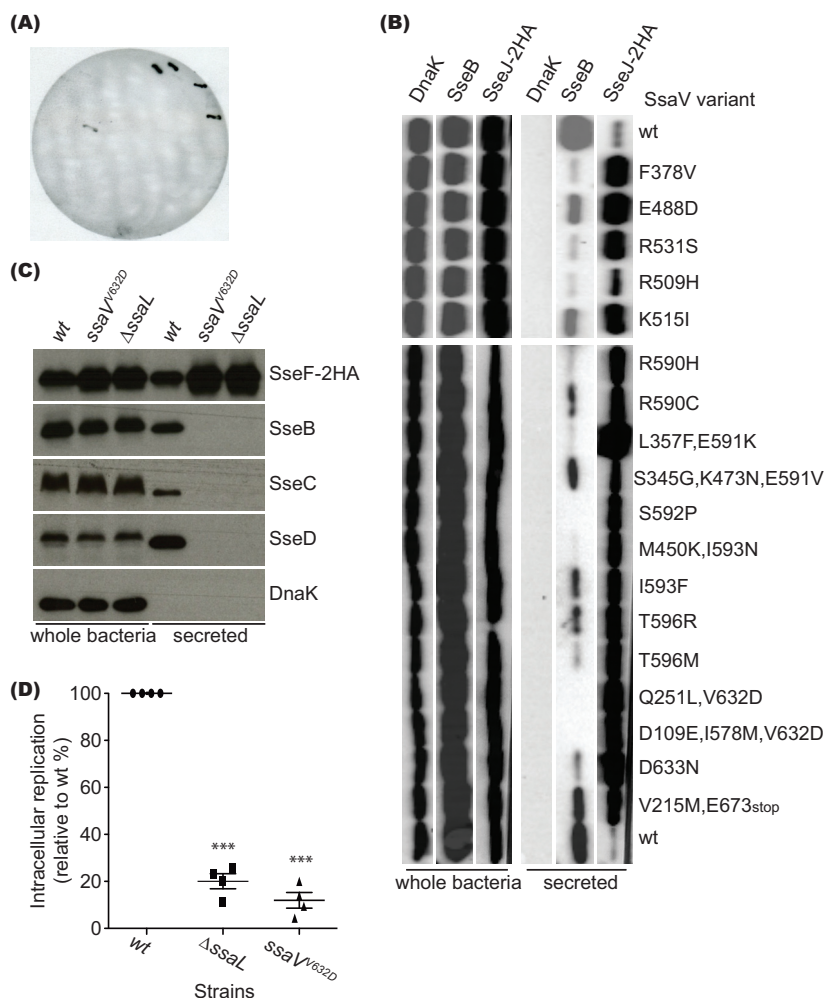 (A)
(B)
DnaK
SseB
SseJ-2HA
DnaK
SseB
SseJ-2HA
SsaV variant
wt
F378V
E488D
R531S
R509H
K515I
R590H
R590C
L357F,E591K
S345G,K473N,E591V
S592P
M450K,I593N
I593F
T596R
T596M
Q251L,V632D
D109E,I578M,V632D
D633N
V215M,E673stop
wt
whole bacteria
secreted
(C)
wt
ssaV^V632D
ΔssaL
wt
ssaV^V632D
ΔssaL
SseF-2HA
SseB
SseC
SseD
DnaK
whole bacteria
secreted
(D)
Intracellular replication
(relative to wt %)
100
80
60
40
20
0
***
***
wt
ΔssaL
ssaV^V632D
Strains